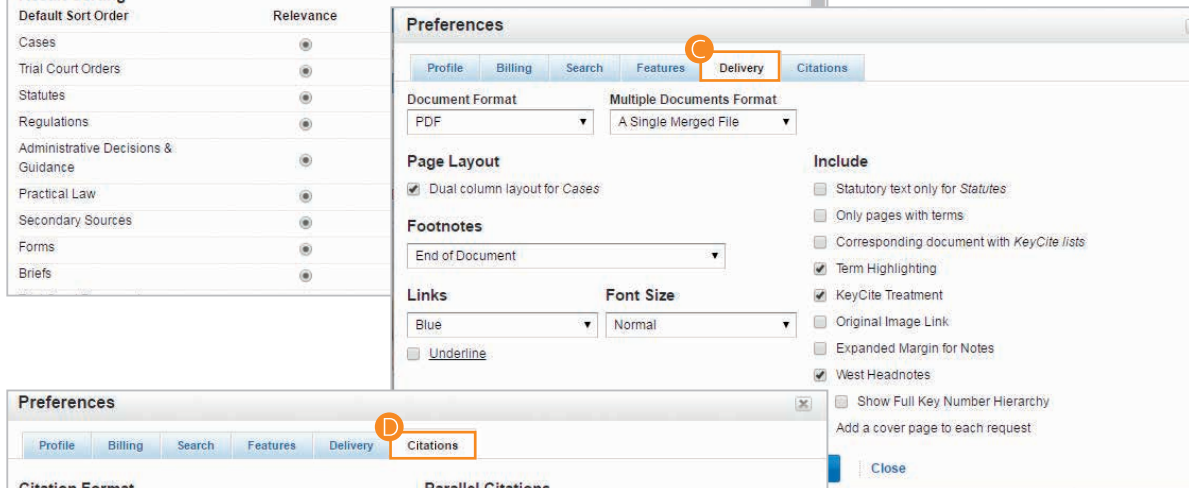 Default Sort Order Relevance
Cases
Trial Court Orders
Statutes
Regulations
Administrative Decisions &
Guidance
Practical Law
Secondary Sources
Forms
Briefs
Preferences
C
Profile Billing Search Features Delivery Citations
Document Format Multiple Documents Format
PDF A Single Merged File
Page Layout
Dual column layout for Cases
Footnotes
End of Document
Links Font Size
Blue Normal
Underline
Include
Statutory text only for Statutes
Only pages with terms
Corresponding document with KeyCite lists
Term Highlighting
KeyCite Treatment
Original Image Link
Expanded Margin for Notes
West Headnotes
Show Full Key Number Hierarchy
Add a cover page to each request
Close
Preferences
D
Profile Billing Search Features Delivery Citations
Citation Format Parallel Citations